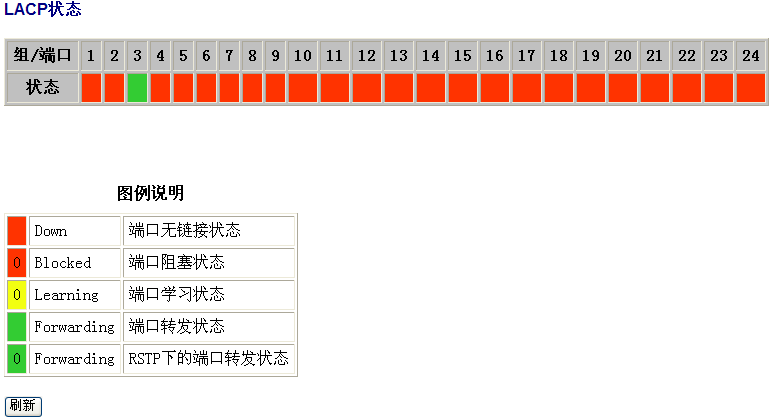 LACP状态
组/端口 1 2 3 4 5 6 7 8 9 10 11 12 13 14 15 16 17 18 19 20 21 22 23 24
状态
图例说明
Down 端口无链接状态
0 Blocked 端口阻塞状态
0 Learning 端口学习状态
Forwarding 端口转发状态
0 Forwarding RSTP下的端口转发状态
刷新